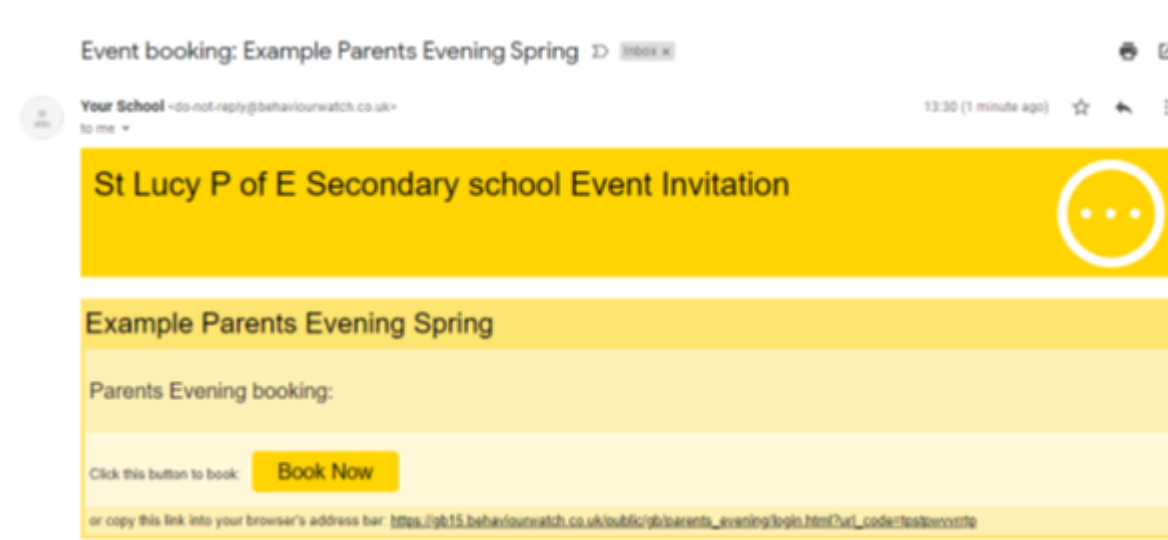 Event booking: Example Parents Evening Spring Inbox x
Your School <do-not-reply@behaviourwatch.co.uk> 13:30 (1 minute ago)
to me
St Lucy P of E Secondary school Event Invitation
Example Parents Evening Spring
Parents Evening booking:
Click this button to book: Book Now
or copy this link into your browser's address bar: